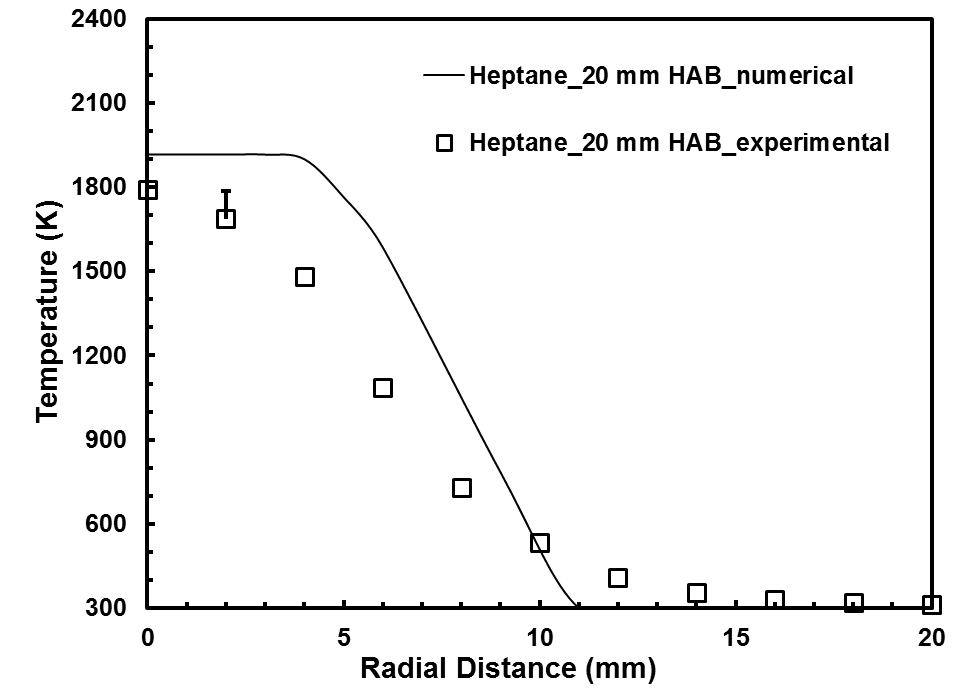 2400
2100
1800
1500
1200
900
600
300
Temperature (K)
Heptane_20 mm HAB_numerical
Heptane_20 mm HAB_experimental
0 5 10 15 20
Radial Distance (mm)